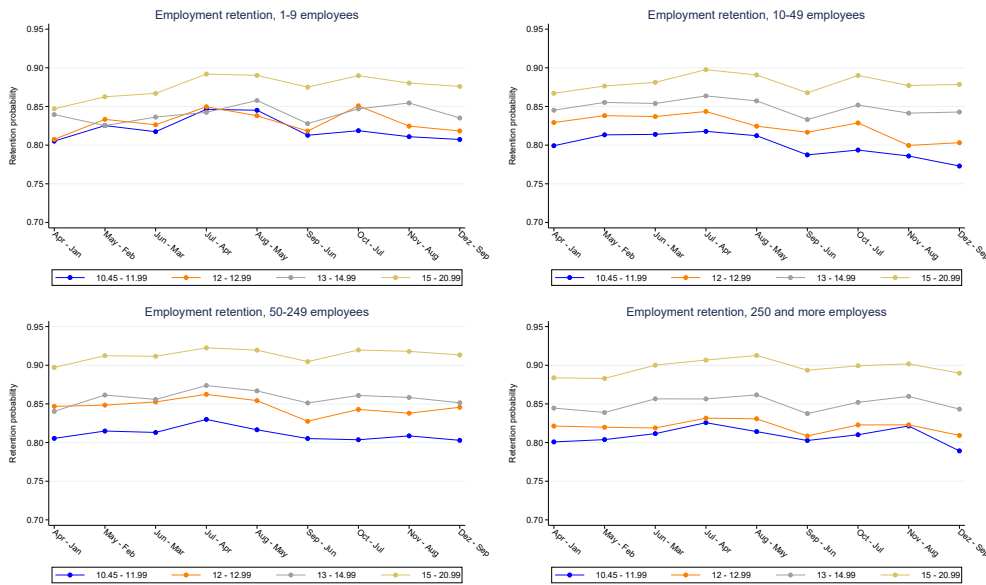 Employment retention, 1-9 employees
Retention probability
0.95
0.90
0.85
0.80
0.75
0.70
Apr - Jan
May - Feb
Jun - Mar
Jul - Apr
Aug - May
Sep - Jun
Oct - Jul
Nov - Aug
Dez - Sep
10.45 - 11.99 12 - 12.99 13 - 14.99 15 - 20.99
Employment retention, 10-49 employees
Retention probability
0.95
0.90
0.85
0.80
0.75
0.70
Apr - Jan
May - Feb
Jun - Mar
Jul - Apr
Aug - May
Sep - Jun
Oct - Jul
Nov - Aug
Dez - Sep
10.45 - 11.99 12 - 12.99 13 - 14.99 15 - 20.99
Employment retention, 50-249 employees
Retention probability
0.95
0.90
0.85
0.80
0.75
0.70
Apr - Jan
May - Feb
Jun - Mar
Jul - Apr
Aug - May
Sep - Jun
Oct - Jul
Nov - Aug
Dez - Sep
10.45 - 11.99 12 - 12.99 13 - 14.99 15 - 20.99
Employment retention, 250 and more employess
Retention probability
0.95
0.90
0.85
0.80
0.75
0.70
Apr - Jan
May - Feb
Jun - Mar
Jul - Apr
Aug - May
Sep - Jun
Oct - Jul
Nov - Aug
Dez - Sep
10.45 - 11.99 12 - 12.99 13 - 14.99 15 - 20.99